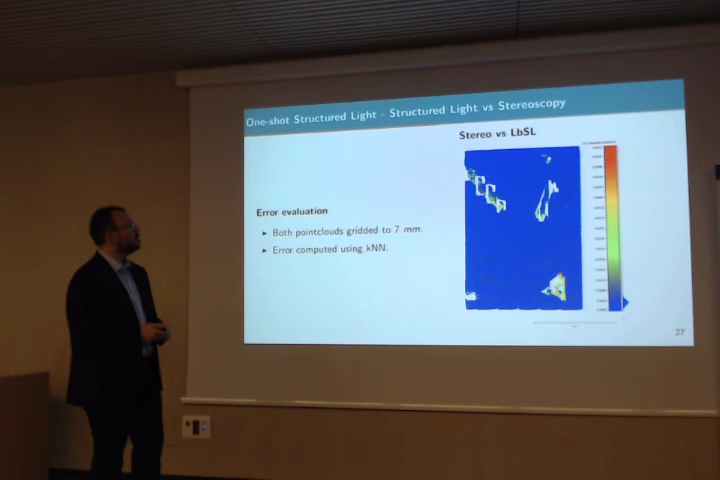 One-shot Structured Light - Structured Light vs Stereoscopy
Stereo vs LbSL
Error evaluation
▸ Both pointclouds gridded to 7 mm.
▸ Error computed using kNN.
27